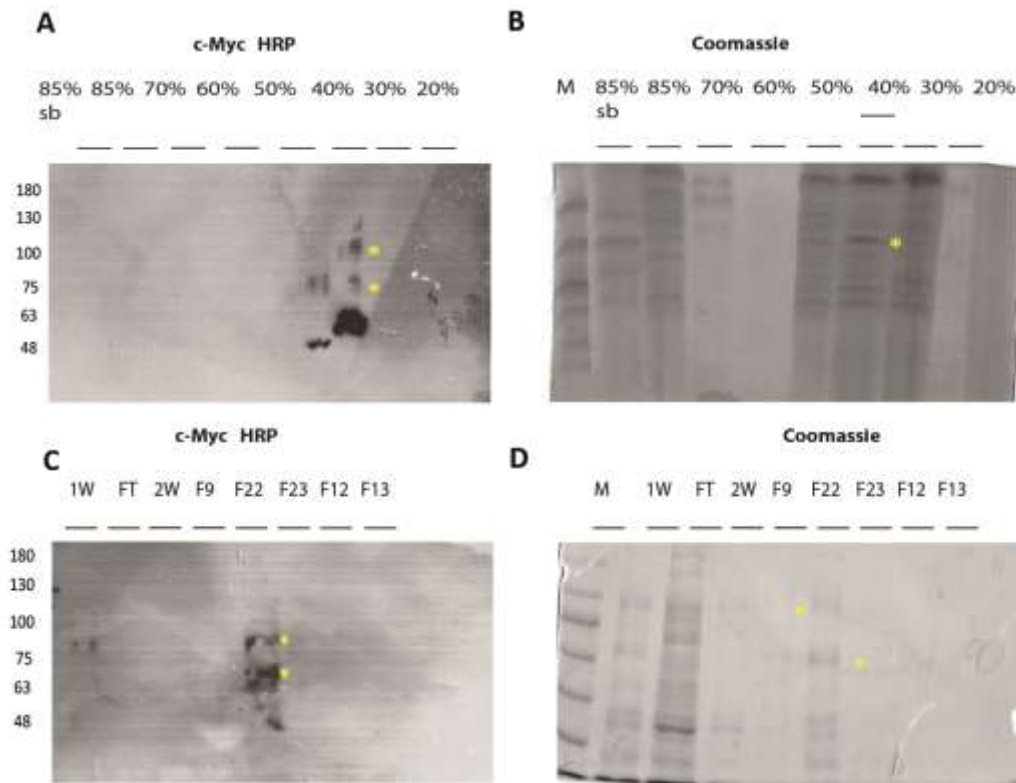 A
c-Myc HRP
85% 85% 70% 60% 50% 40% 30% 20%
sb
180
130
100
75
63
48
B
Coomassie
M 85% 85% 70% 60% 50% 40% 30% 20%
sb
C
c-Myc HRP
1W FT 2W F9 F22 F23 F12 F13
180
130
100
75
63
48
D
Coomassie
M 1W FT 2W F9 F22 F23 F12 F13